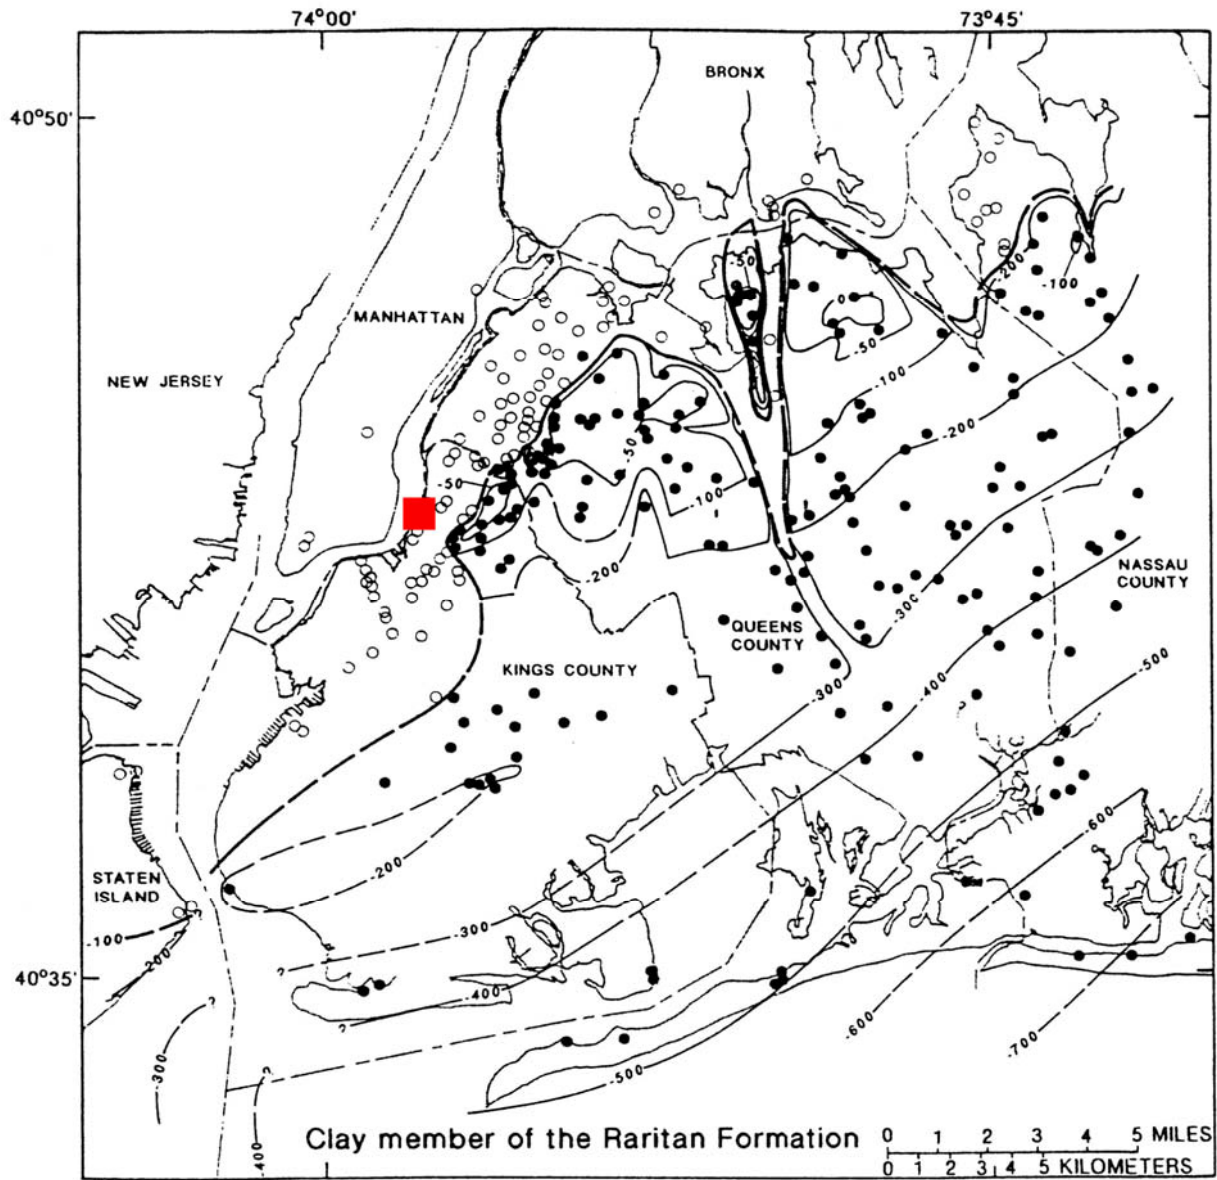 74°00'
73°45'
BRONX
40°50'
-50
-200
-100
MANHATTAN
0
-50
NEW JERSEY
-100
-200
-50
-50
-100
NASSAU
COUNTY
-200
-300
QUEENS
COUNTY
KINGS COUNTY
-500
-400
-300
-600
STATEN
ISLAND
-200
-100
-300
-200
?
?
40°35'
-400
?
?
-600
-700
-300
-500
?
-400
Clay member of the Raritan Formation
0 1 2 3 4 5 MILES
0 1 2 3 4 5 KILOMETERS